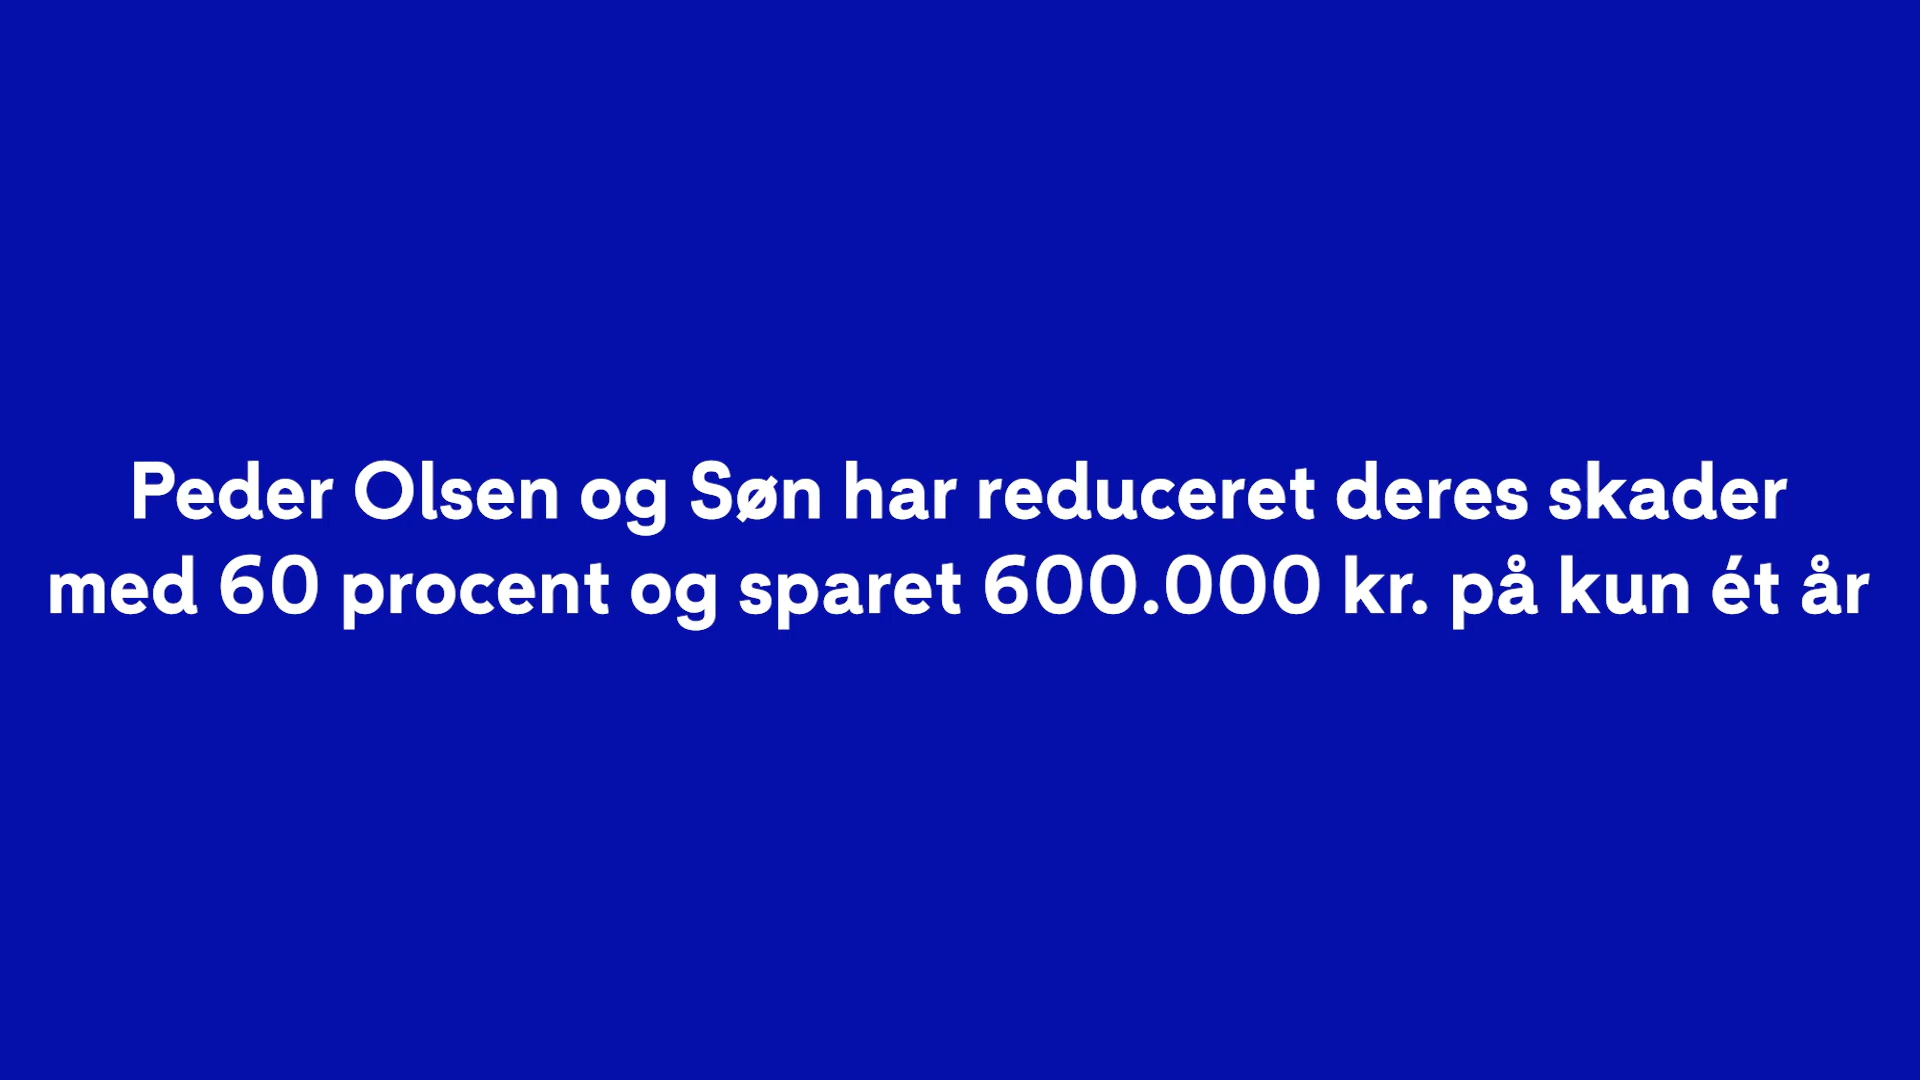 Peder Olsen og Søn har reduceret deres skader
med 60 procent og sparet 600.000 kr. på kun ét år